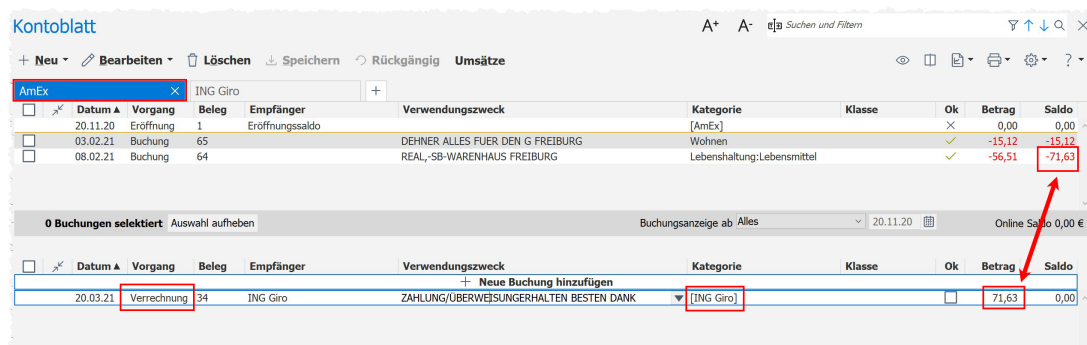 Kontoblatt A+ A- Suchen und Filtern
+ Neu Bearbeiten Löschen Speichern Rückgängig Umsätze ?
AmEx × ING Giro +
Datum Vorgang Beleg Empfänger Verwendungszweck Kategorie Klasse Ok Betrag Saldo
20.11.20 Eröffnung 1 Eröffnungssaldo [AmEx] 0,00 0,00
03.02.21 Buchung 65 DEHNER ALLES FUER DEN G FREIBURG Wohnen -15,12 -15,12
08.02.21 Buchung 64 REAL,-SB-WARENHAUS FREIBURG Lebenshaltung:Lebensmittel -56,51 -71,63
0 Buchungen selektiert Auswahl aufheben Buchungsanzeige ab Alles 20.11.20 Online Saldo 0,00 €
Datum Vorgang Beleg Empfänger Verwendungszweck Kategorie Klasse Ok Betrag Saldo
+ Neue Buchung hinzufügen
20.03.21 Verrechnung 34 ING Giro ZAHLUNG/ÜBERWEISUNGERHALTEN BESTEN DANK [ING Giro] 71,63 0,00